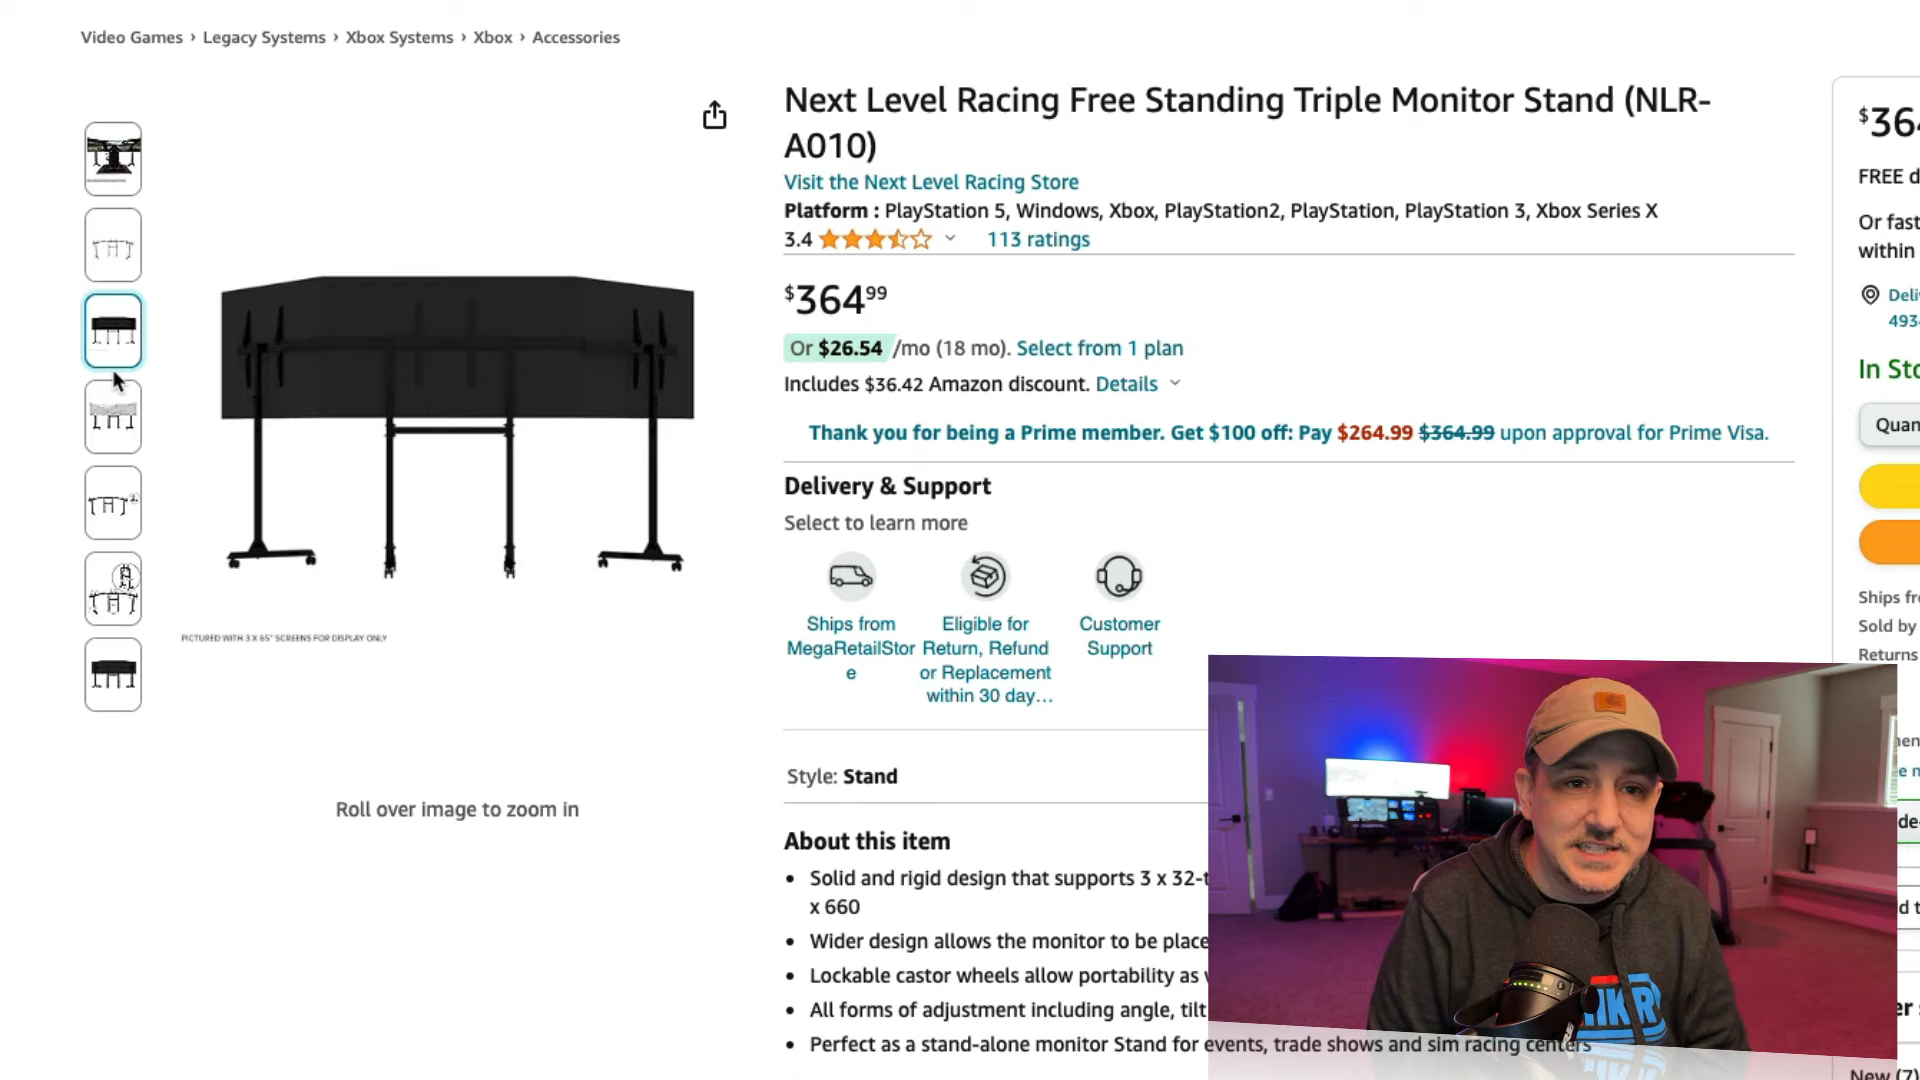 Video Games › Legacy Systems › Xbox Systems › Xbox › Accessories
Next Level Racing Free Standing Triple Monitor Stand (NLR-
A010)
Visit the Next Level Racing Store
Platform : PlayStation 5, Windows, Xbox, PlayStation2, PlayStation, PlayStation 3, Xbox Series X
3.4 113 ratings
$364.99
Or $26.54 /mo (18 mo). Select from 1 plan
Includes $36.42 Amazon discount. Details
Thank you for being a Prime member. Get $100 off: Pay $264.99 $364.99 upon approval for Prime Visa.
Delivery & Support
Select to learn more
Ships from
MegaRetailStor
e
Eligible for
Return, Refund
or Replacement
within 30 day…
Customer
Support
PICTURED WITH 3 X 65" SCREENS FOR DISPLAY ONLY
Roll over image to zoom in
Style: Stand
About this item
• Solid and rigid design that supports 3 x 32-t
x 660
• Wider design allows the monitor to be place
• Lockable castor wheels allow portability as
• All forms of adjustment including angle, tilt
• Perfect as a stand-alone monitor Stand for events, trade shows and sim racing centers
$364
FREE d
Or fast
within
Deli
493
In Sto
Quan
Ships fr
Sold by
Returns
New (7)